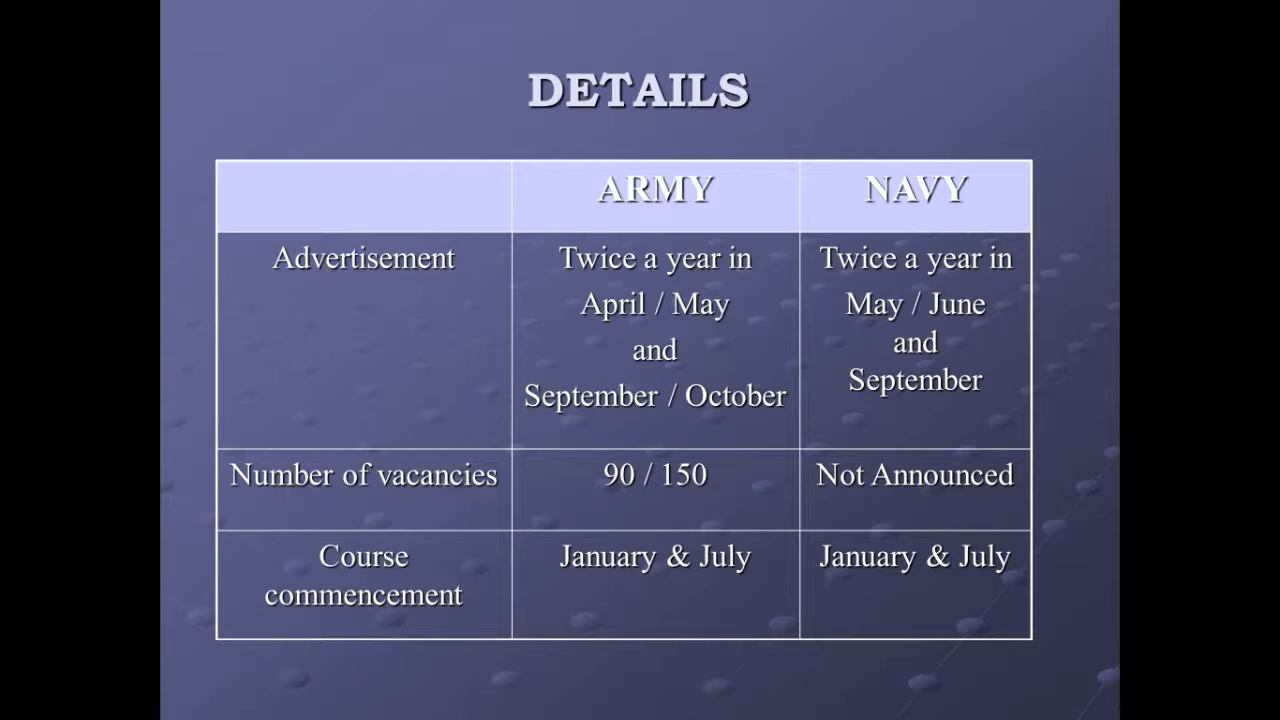 DETAILS
ARMY NAVY
Advertisement Twice a year in Twice a year in
April / May May / June
and and
September / October September
Number of vacancies 90 / 150 Not Announced
Course January & July January & July
commencement